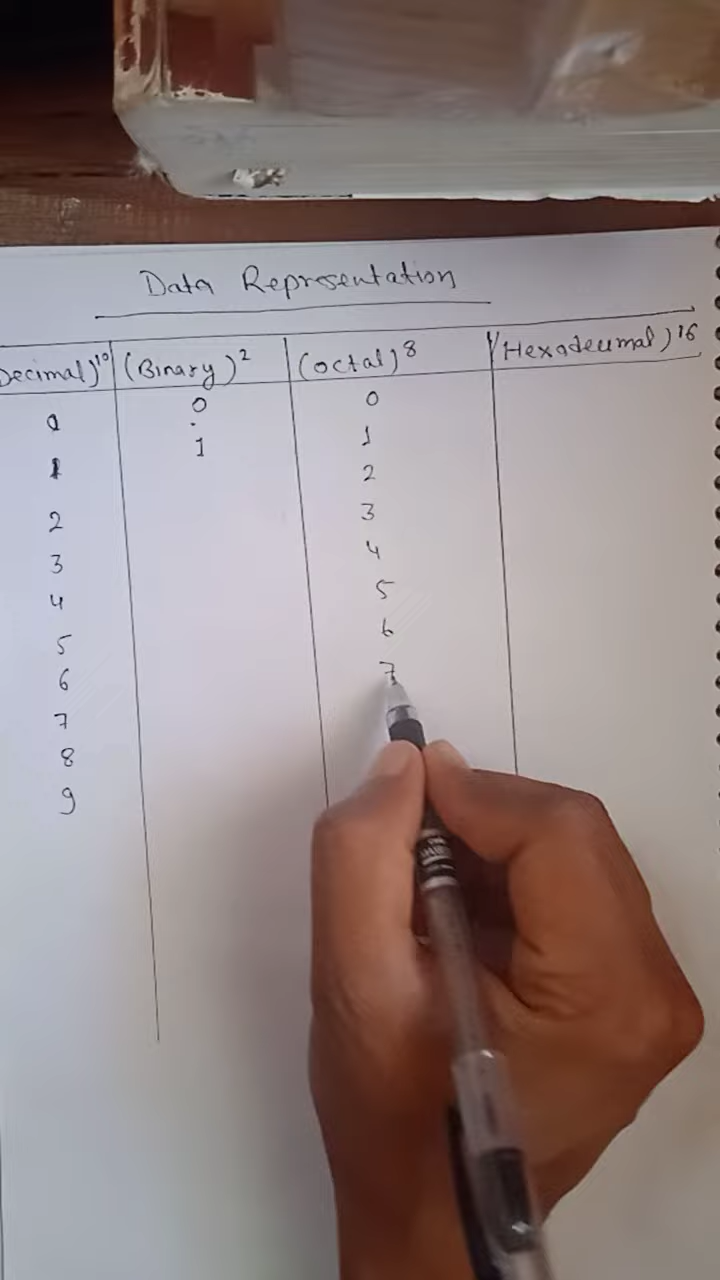 Data Representation
Decimal)¹⁰ (Binary)² (octal)⁸ (Hexadecimal)¹⁶
0 0 0
1 1 1
2 2
3 3
4 4
5 5
6 6
7 7
8
9